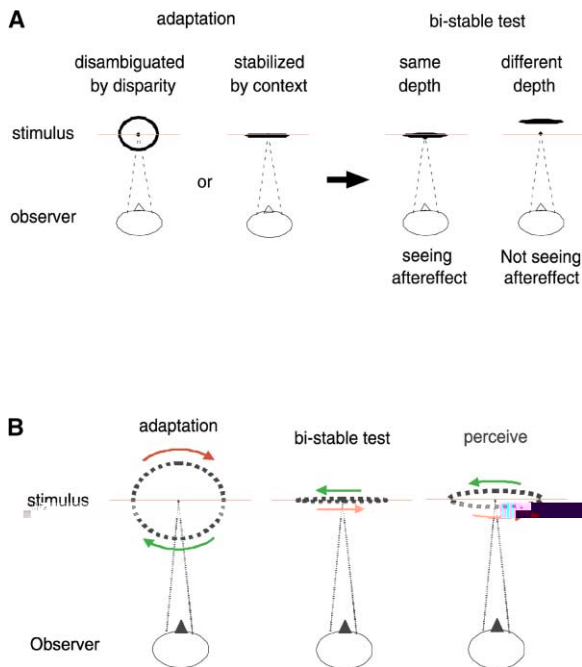 A
adaptation
bi-stable test
disambiguated by disparity
stabilized by context
same depth
different depth
stimulus
or
observer
seeing aftereffect
Not seeing aftereffect
B
adaptation
bi-stable test
perceive
stimulus
Observer